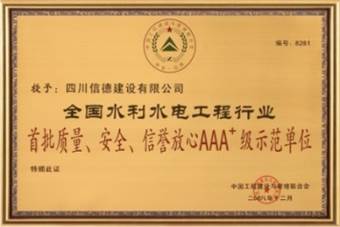 编号：8281
授予：四川信德建设有限公司
全国水利水电工程行业
首批质量、安全、信誉放心AAA⁺级示范单位
特颁此证